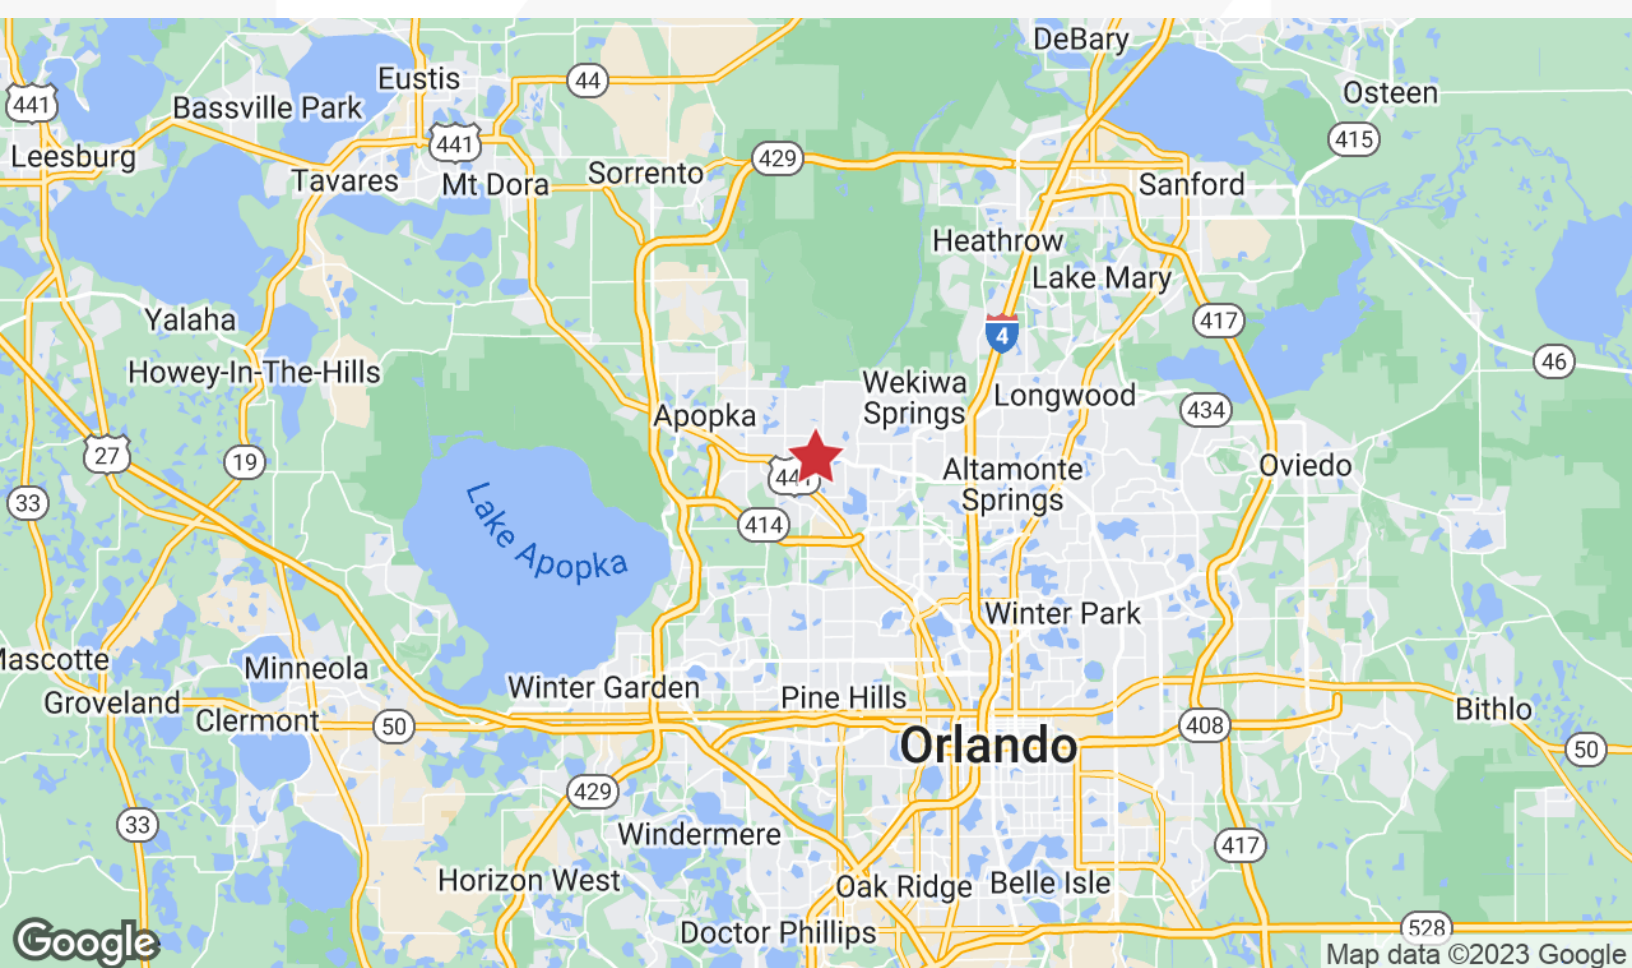 DeBary
Eustis
44
Osteen
441
Bassville Park
441
415
Leesburg
429
Tavares
Mt Dora
Sorrento
Sanford
Heathrow
Lake Mary
Yalaha
417
4
46
Howey-In-The-Hills
Wekiwa
Springs
Longwood
434
Apopka
27
19
441
Altamonte
Springs
Oviedo
33
Lake Apopka
414
Winter Park
Mascotte
Minneola
Groveland
Winter Garden
Pine Hills
Clermont
50
Orlando
408
Bithlo
50
429
33
Windermere
417
Horizon West
Oak Ridge
Belle Isle
Doctor Phillips
528
Google
Map data ©2023 Google